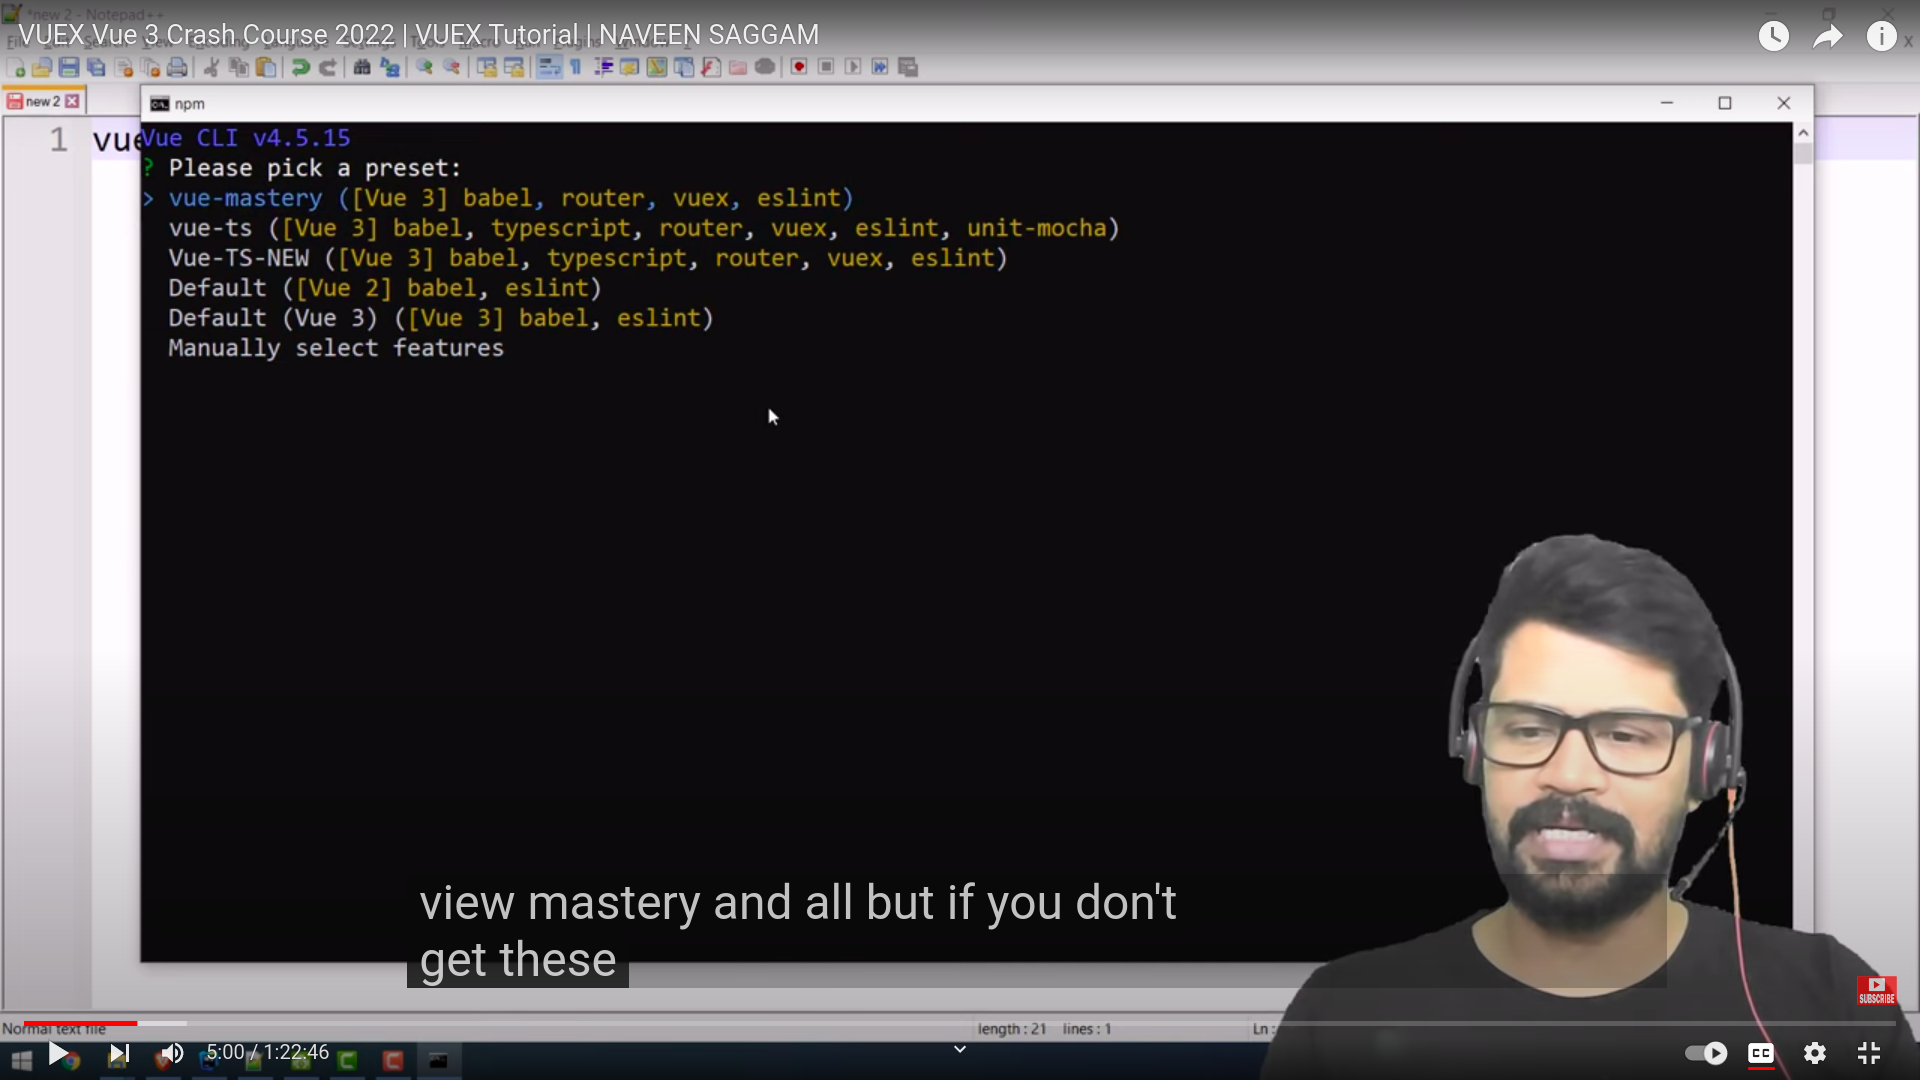 *new 2 - Notepad++
VUEX Vue 3 Crash Course 2022 | VUEX Tutorial | NAVEEN SAGGAM
new 2
npm
1 vue
Vue CLI v4.5.15
? Please pick a preset:
> vue-mastery ([Vue 3] babel, router, vuex, eslint)
vue-ts ([Vue 3] babel, typescript, router, vuex, eslint, unit-mocha)
Vue-TS-NEW ([Vue 3] babel, typescript, router, vuex, eslint)
Default ([Vue 2] babel, eslint)
Default (Vue 3) ([Vue 3] babel, eslint)
Manually select features
view mastery and all but if you don't
get these
SUBSCRIBE
Normal text file length : 21 lines : 1 Ln :
5:00 / 1:22:46 CC